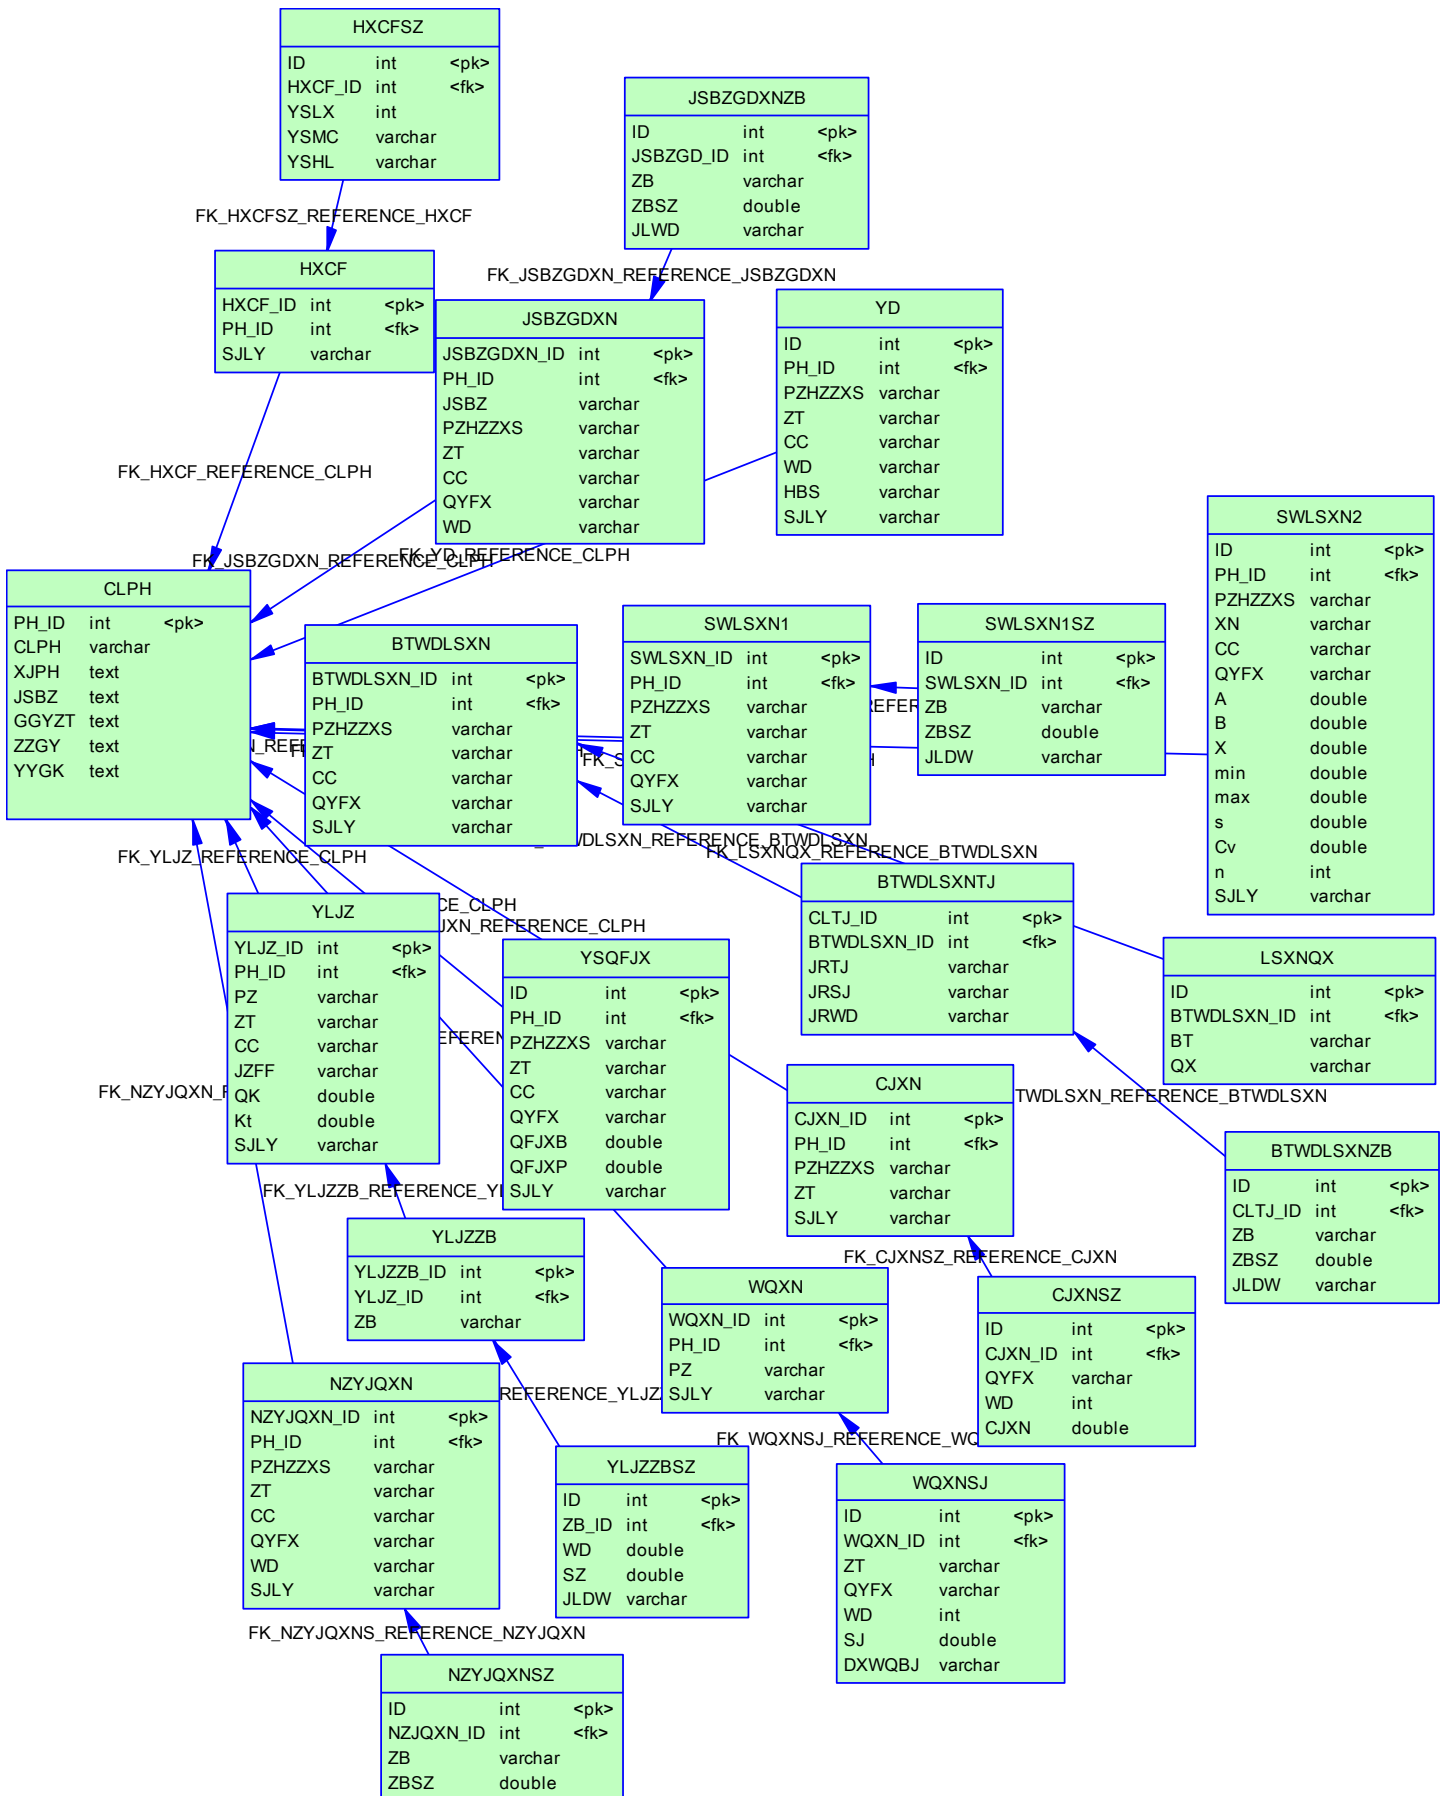 HXCFSZ
ID int <pk>
HXCF_ID int <fk>
YSLX int
YSMC varchar
YSHL varchar
FK_HXCFSZ_REFERENCE_HXCF
JSBZGDXNZB
ID int <pk>
JSBZGD_ID int <fk>
ZB varchar
ZBSZ double
JLWD varchar
FK_JSBZGDXN_REFERENCE_JSBZGDXN
HXCF
HXCF_ID int <pk>
PH_ID int <fk>
SJLY varchar
FK_HXCF_REFERENCE_CLPH
JSBZGDXN
JSBZGDXN_ID int <pk>
PH_ID int <fk>
JSBZ varchar
PZHZZXS varchar
ZT varchar
CC varchar
QYFX varchar
WD varchar
FK_JSBZGDXN_REFERENCE_CLPH
YD
ID int <pk>
PH_ID int <fk>
PZHZZXS varchar
ZT varchar
CC varchar
WD varchar
HBS varchar
SJLY varchar
FK_YD_REFERENCE_CLPH
SWLSXN2
ID int <pk>
PH_ID int <fk>
PZHZZXS varchar
XN varchar
CC varchar
QYFX varchar
A double
B double
X double
min double
max double
s double
Cv double
n int
SJLY varchar
CLPH
PH_ID int <pk>
CLPH varchar
XJPH text
JSBZ text
GGYZT text
ZZGY text
YYGK text
BTWDLSXN
BTWDLSXN_ID int <pk>
PH_ID int <fk>
PZHZZXS varchar
ZT varchar
CC varchar
QYFX varchar
SJLY varchar
SWLSXN1
SWLSXN_ID int <pk>
PH_ID int <fk>
PZHZZXS varchar
ZT varchar
CC varchar
QYFX varchar
SJLY varchar
SWLSXN1SZ
ID int <pk>
SWLSXN_ID int <fk>
ZB varchar
ZBSZ double
JLDW varchar
FK_S
WDLSXN_REFERENCE_BTWDLSXN
FK_LSXNQX_REFERENCE_BTWDLSXN
FK_YLJZ_REFERENCE_CLPH
CE_CLPH
JXN_REFERENCE_CLPH
BTWDLSXNTJ
CLTJ_ID int <pk>
BTWDLSXN_ID int <fk>
JRTJ varchar
JRSJ varchar
JRWD varchar
LSXNQX
ID int <pk>
BTWDLSXN_ID int <fk>
BT varchar
QX varchar
TWDLSXN_REFERENCE_BTWDLSXN
BTWDLSXNZB
ID int <pk>
CLTJ_ID int <fk>
ZB varchar
ZBSZ double
JLDW varchar
YLJZ
YLJZ_ID int <pk>
PH_ID int <fk>
PZ varchar
ZT varchar
CC varchar
JZFF varchar
QK double
Kt double
SJLY varchar
EFEREN
FK_NZYJQXN_R
FK_YLJZZB_REFERENCE_YL
YSQFJX
ID int <pk>
PH_ID int <fk>
PZHZZXS varchar
ZT varchar
CC varchar
QYFX varchar
QFJXB double
QFJXP double
SJLY varchar
CJXN
CJXN_ID int <pk>
PH_ID int <fk>
PZHZZXS varchar
ZT varchar
SJLY varchar
FK_CJXNSZ_REFERENCE_CJXN
CJXNSZ
ID int <pk>
CJXN_ID int <fk>
QYFX varchar
WD int
CJXN double
YLJZZB
YLJZZB_ID int <pk>
YLJZ_ID int <fk>
ZB varchar
REFERENCE_YLJZ
WQXN
WQXN_ID int <pk>
PH_ID int <fk>
PZ varchar
SJLY varchar
FK_WQXNSJ_REFERENCE_WQ
NZYJQXN
NZYJQXN_ID int <pk>
PH_ID int <fk>
PZHZZXS varchar
ZT varchar
CC varchar
QYFX varchar
WD varchar
SJLY varchar
FK_NZYJQXNS_REFERENCE_NZYJQXN
YLJZZBSZ
ID int <pk>
ZB_ID int <fk>
WD double
SZ double
JLDW varchar
WQXNSJ
ID int <pk>
WQXN_ID int <fk>
ZT varchar
QYFX varchar
WD int
SJ double
DXWQBJ varchar
NZYJQXNSZ
ID int <pk>
NZJQXN_ID int <fk>
ZB varchar
ZBSZ double